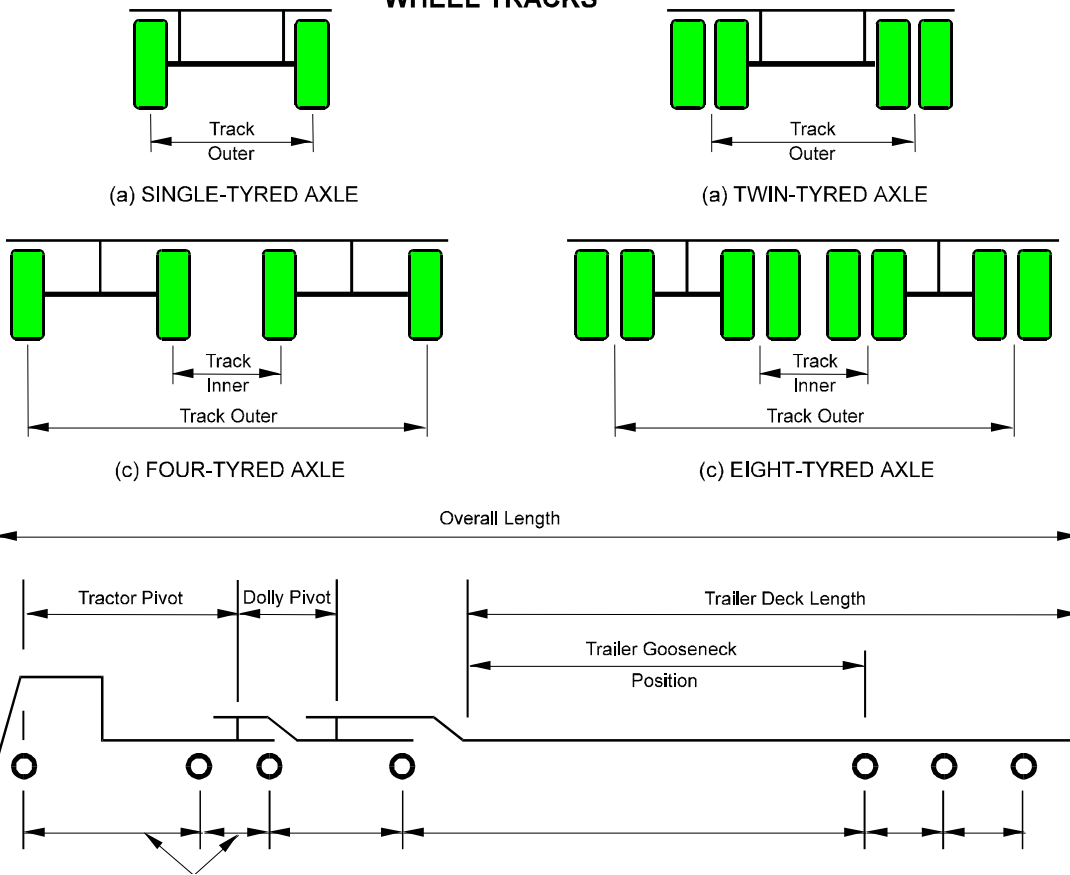 WHEEL TRACKS
Track
Outer
Track
Outer
(a) SINGLE-TYRED AXLE
(a) TWIN-TYRED AXLE
Track
Inner
Track Outer
Track
Inner
Track Outer
(c) FOUR-TYRED AXLE
(c) EIGHT-TYRED AXLE
Overall Length
Tractor Pivot
Dolly Pivot
Trailer Deck Length
Trailer Gooseneck
Position